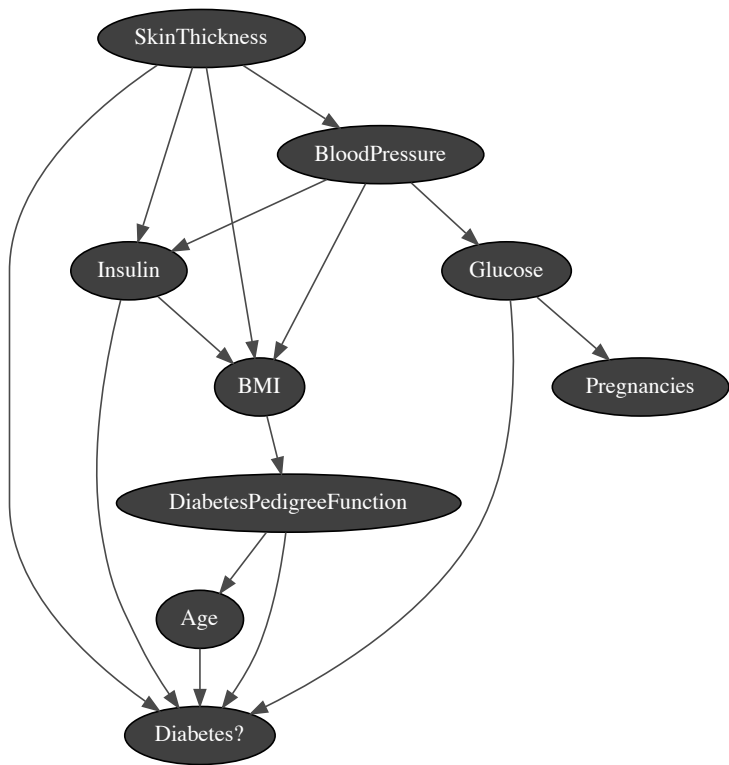 SkinThickness
BloodPressure
Insulin
Glucose
BMI
Pregnancies
DiabetesPedigreeFunction
Age
Diabetes?